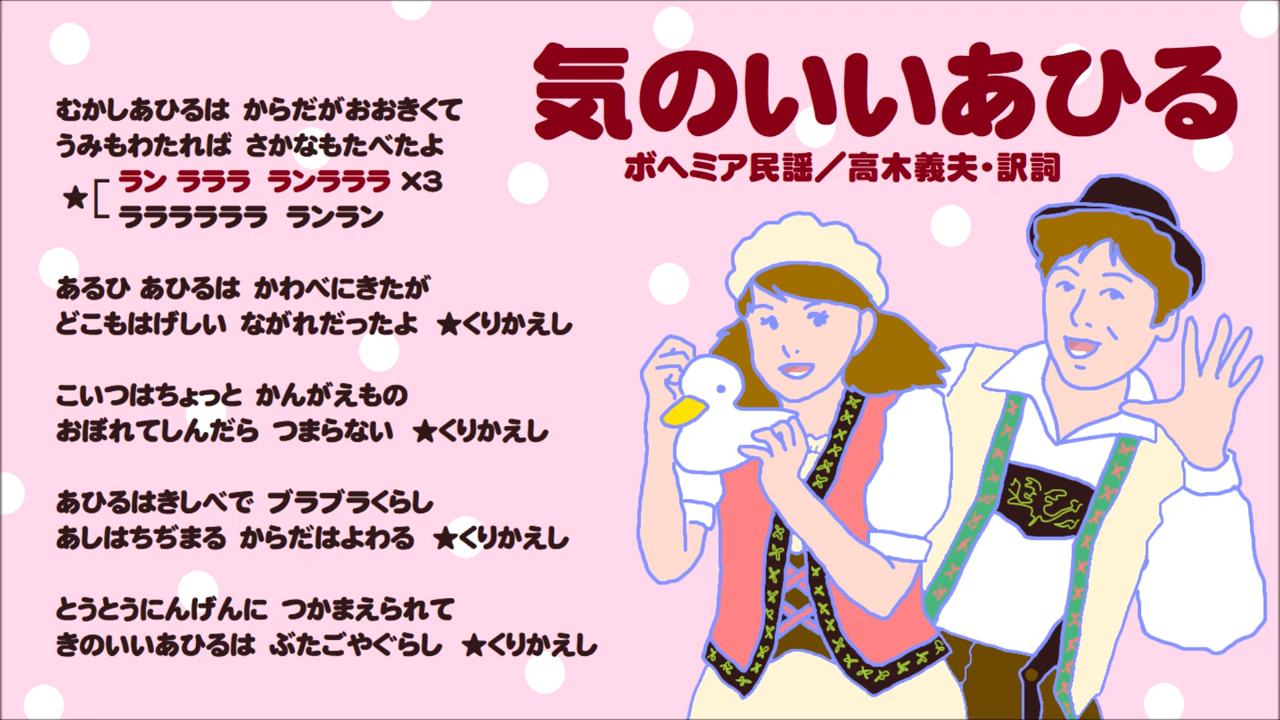 気のいいあひる
ボヘミア民謡／高木義夫・訳詞
むかしあひるは からだがおおきくて
うみもわたれば さかなもたべたよ
★ラン ラララ ランラララ ×3
ララララララ ランラン
あるひ あひるは かわべにきたが
どこもはげしい ながれだったよ ★くりかえし
こいつはちょっと かんがえもの
おぼれてしんだら つまらない ★くりかえし
あひるはきしべで ブラブラくらし
あしはちぢまる からだはよわる ★くりかえし
とうとうにんげんに つかまえられて
きのいいあひるは ぶたごやぐらし ★くりかえし